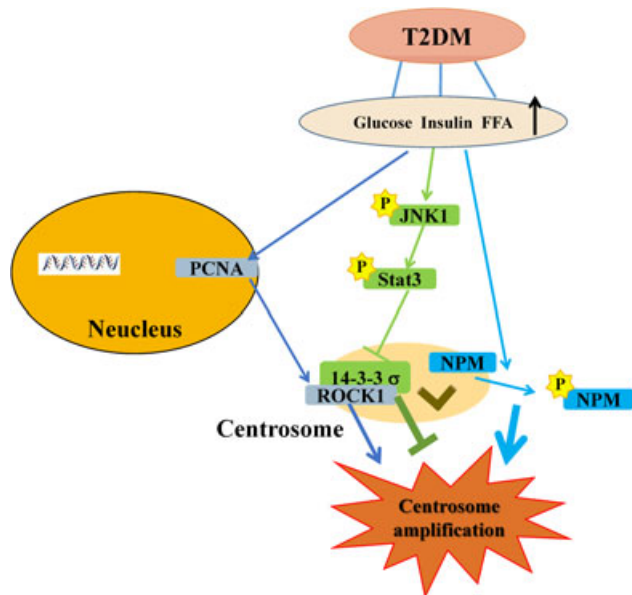 T2DM
Glucose Insulin FFA
P
JNK1
P
Stat3
PCNA
Neucleus
14-3-3 σ
ROCK1
NPM
P
NPM
Centrosome
Centrosome
amplification